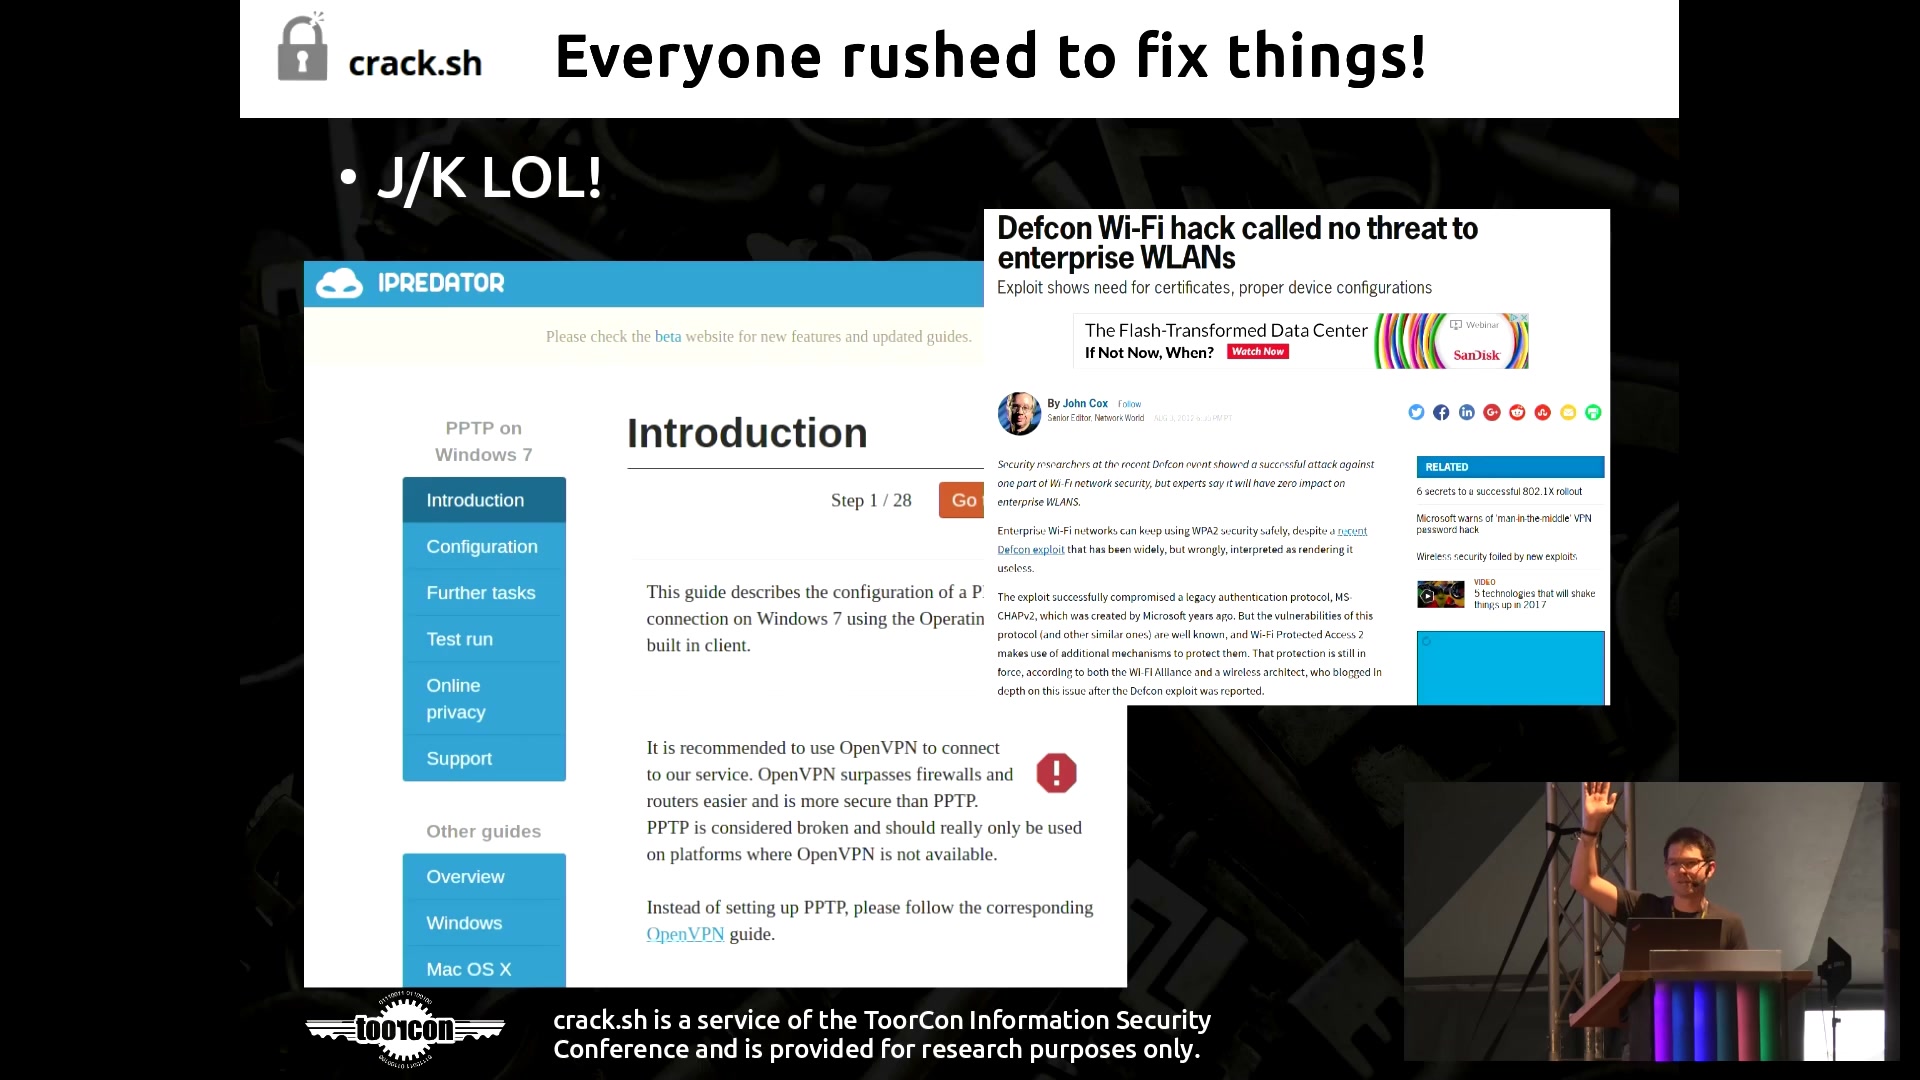 crack.sh
Everyone rushed to fix things!
• J/K LOL!
IPREDATOR
Please check the beta website for new features and updated guides.
PPTP on
Windows 7
Introduction
Configuration
Further tasks
Test run
Online
privacy
Support
Other guides
Overview
Windows
Mac OS X
Introduction
Step 1 / 28
Go
This guide describes the configuration of a P
connection on Windows 7 using the Operatin
built in client.
It is recommended to use OpenVPN to connect
to our service. OpenVPN surpasses firewalls and
routers easier and is more secure than PPTP.
PPTP is considered broken and should really only be used
on platforms where OpenVPN is not available.
Instead of setting up PPTP, please follow the corresponding
OpenVPN guide.
Defcon Wi-Fi hack called no threat to
enterprise WLANs
Exploit shows need for certificates, proper device configurations
The Flash-Transformed Data Center
If Not Now, When? Watch Now
Webinar
SanDisk
By John Cox Follow
Senior Editor, Network World
Security researchers at the recent Defcon event showed a successful attack against
one part of Wi-Fi network security, but experts say it will have zero impact on
enterprise WLANS.
Enterprise Wi-Fi networks can keep using WPA2 security safely, despite a recent
Defcon exploit that has been widely, but wrongly, interpreted as rendering it
useless.
The exploit successfully compromised a legacy authentication protocol, MS-
CHAPv2, which was created by Microsoft years ago. But the vulnerabilities of this
protocol (and other similar ones) are well known, and Wi-Fi Protected Access 2
makes use of additional mechanisms to protect them. That protection is still in
force, according to both the Wi-Fi Alliance and a wireless architect, who blogged in
depth on this issue after the Defcon exploit was reported.
RELATED
6 secrets to a successful 802.1X rollout
Microsoft warns of 'man-in-the-middle' VPN
password hack
Wireless security foiled by new exploits
VIDEO
5 technologies that will shake
things up in 2017
toorcon
crack.sh is a service of the ToorCon Information Security
Conference and is provided for research purposes only.